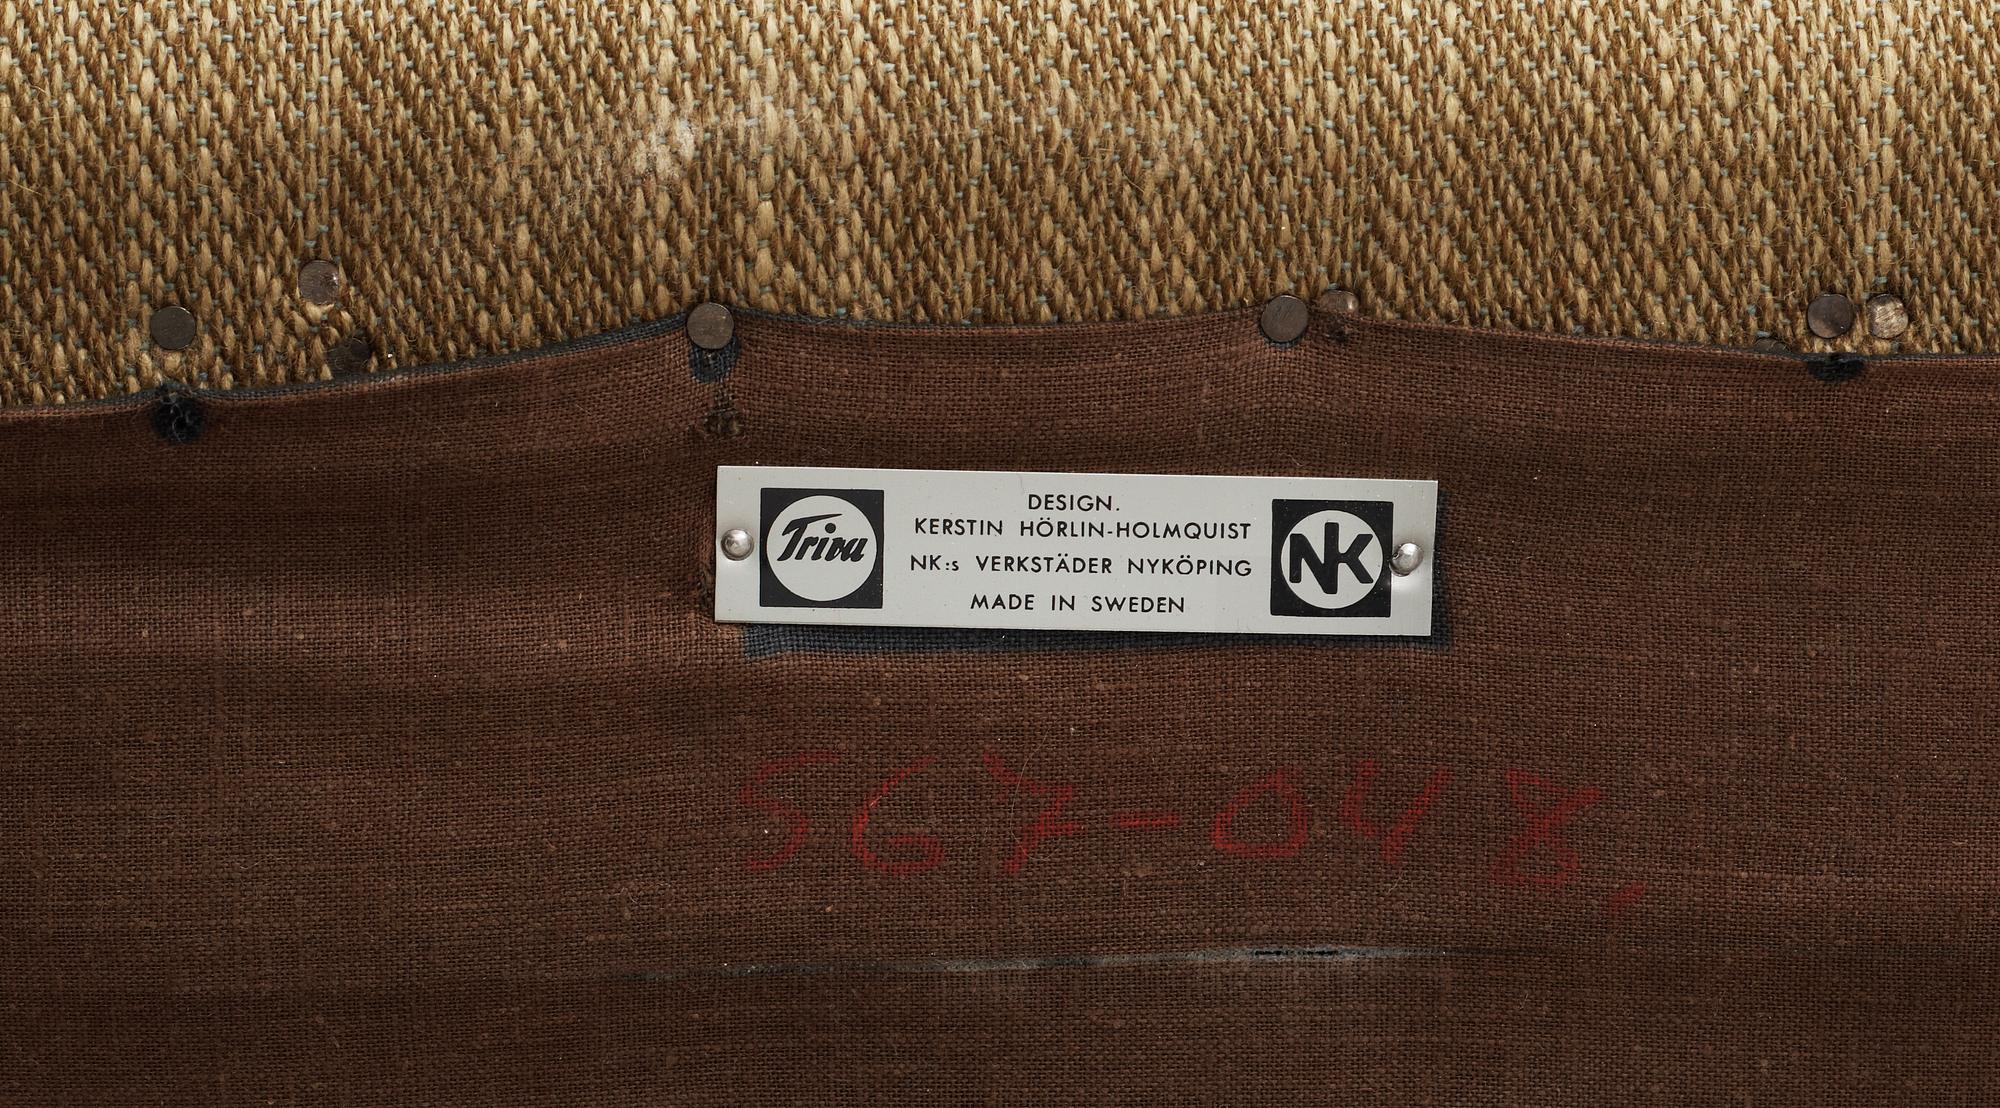 Triva
DESIGN.
KERSTIN HÖRLIN-HOLMQUIST
NK:s VERKSTÄDER NYKÖPING
MADE IN SWEDEN
NK
567-048,